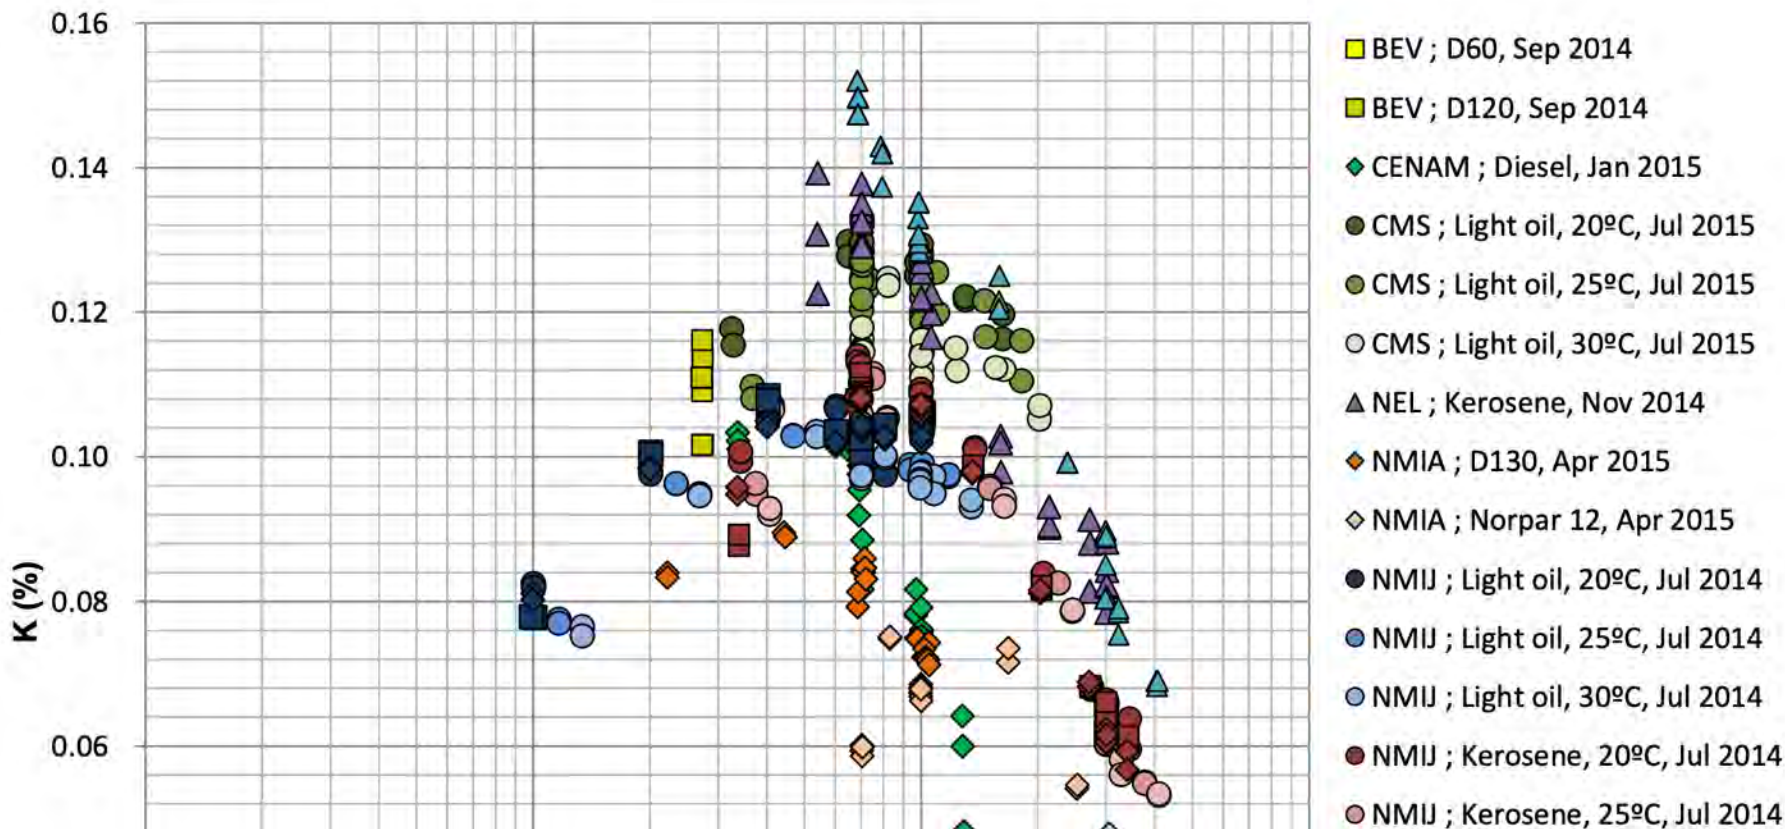 0.16
0.14
0.12
0.10
0.08
0.06
K (%)
BEV ; D60, Sep 2014
BEV ; D120, Sep 2014
CENAM ; Diesel, Jan 2015
CMS ; Light oil, 20ºC, Jul 2015
CMS ; Light oil, 25ºC, Jul 2015
CMS ; Light oil, 30ºC, Jul 2015
NEL ; Kerosene, Nov 2014
NMIA ; D130, Apr 2015
NMIA ; Norpar 12, Apr 2015
NMIJ ; Light oil, 20ºC, Jul 2014
NMIJ ; Light oil, 25ºC, Jul 2014
NMIJ ; Light oil, 30ºC, Jul 2014
NMIJ ; Kerosene, 20ºC, Jul 2014
NMIJ ; Kerosene, 25ºC, Jul 2014